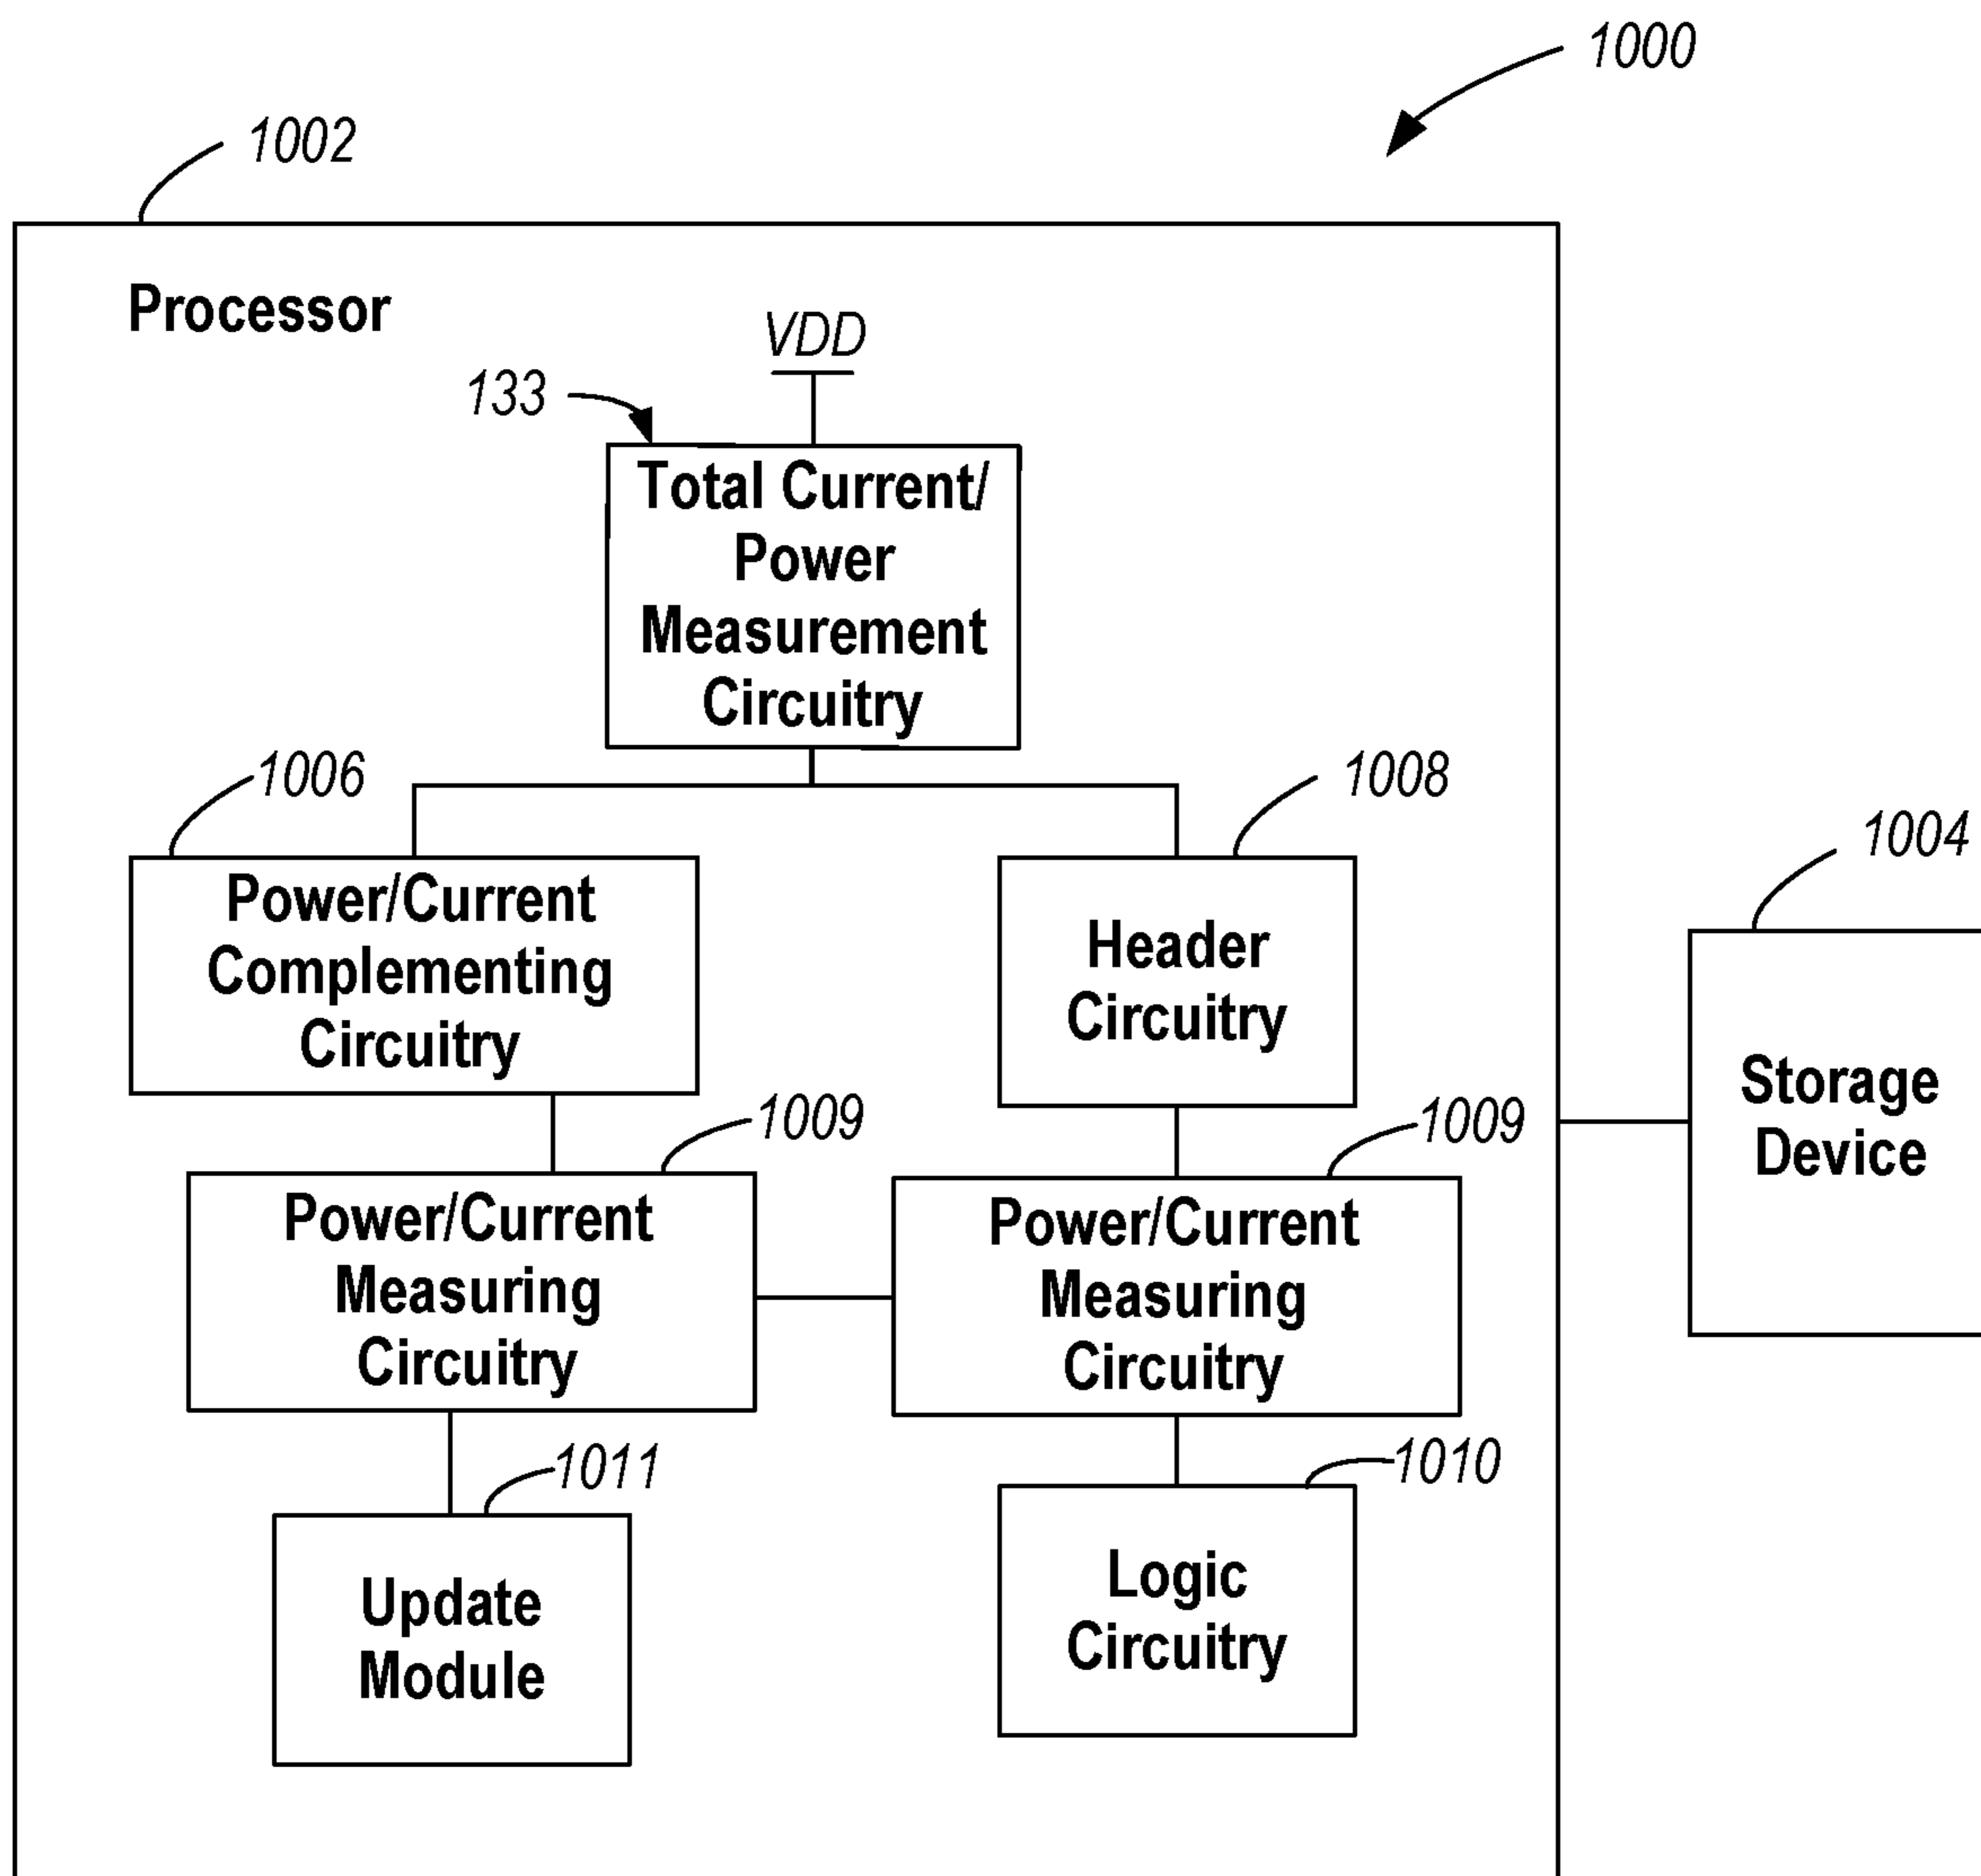 1000
1002
Processor
VDD
133
Total Current/
Power
Measurement
Circuitry
1006
1008
1004
Power/Current
Complementing
Circuitry
Header
Circuitry
Storage
Device
1009
1009
Power/Current
Measuring
Circuitry
Power/Current
Measuring
Circuitry
1011
1010
Update
Module
Logic
Circuitry